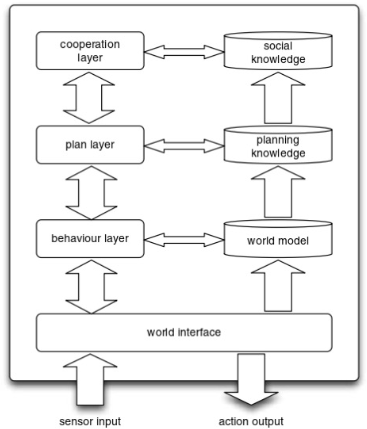 cooperation
layer
social
knowledge
plan layer
planning
knowledge
behaviour layer
world model
world interface
sensor input
action output